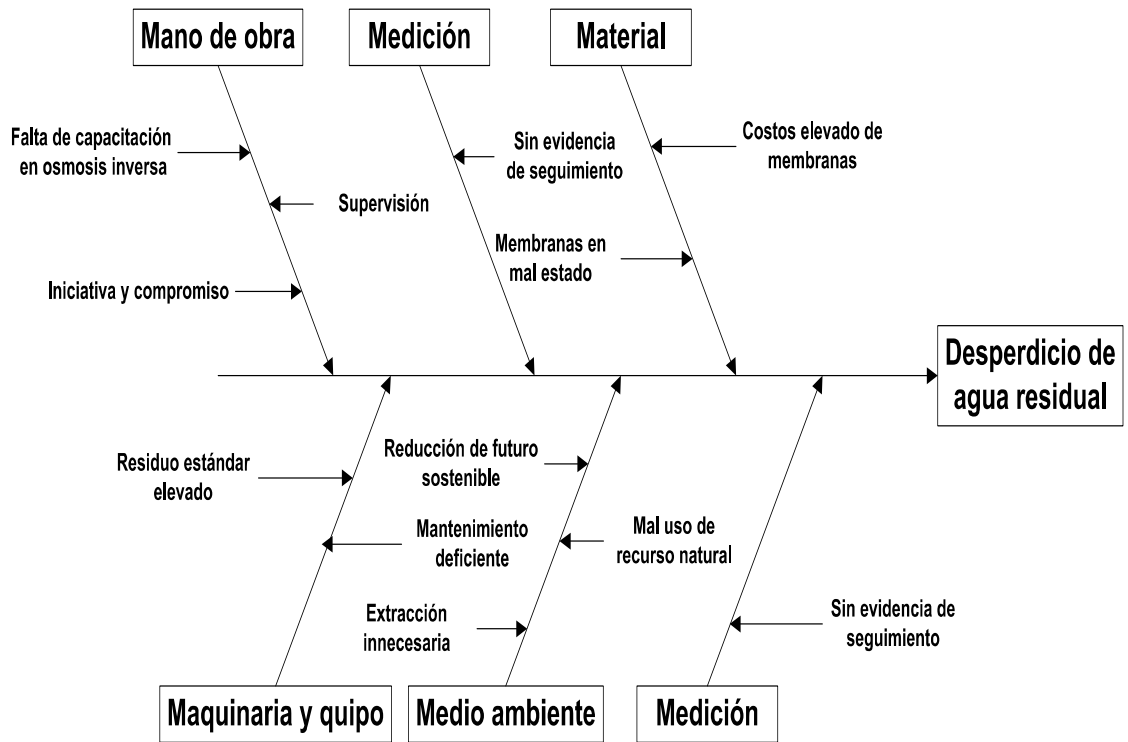 Mano de obra
Medición
Material
Falta de capacitación
en osmosis inversa
Sin evidencia
de seguimiento
Costos elevado de
membranas
Supervisión
Membranas en
mal estado
Iniciativa y compromiso
Desperdicio de
agua residual
Residuo estándar
elevado
Reducción de futuro
sostenible
Mantenimiento
deficiente
Mal uso de
recurso natural
Extracción
innecesaria
Sin evidencia de
seguimiento
Maquinaria y quipo
Medio ambiente
Medición